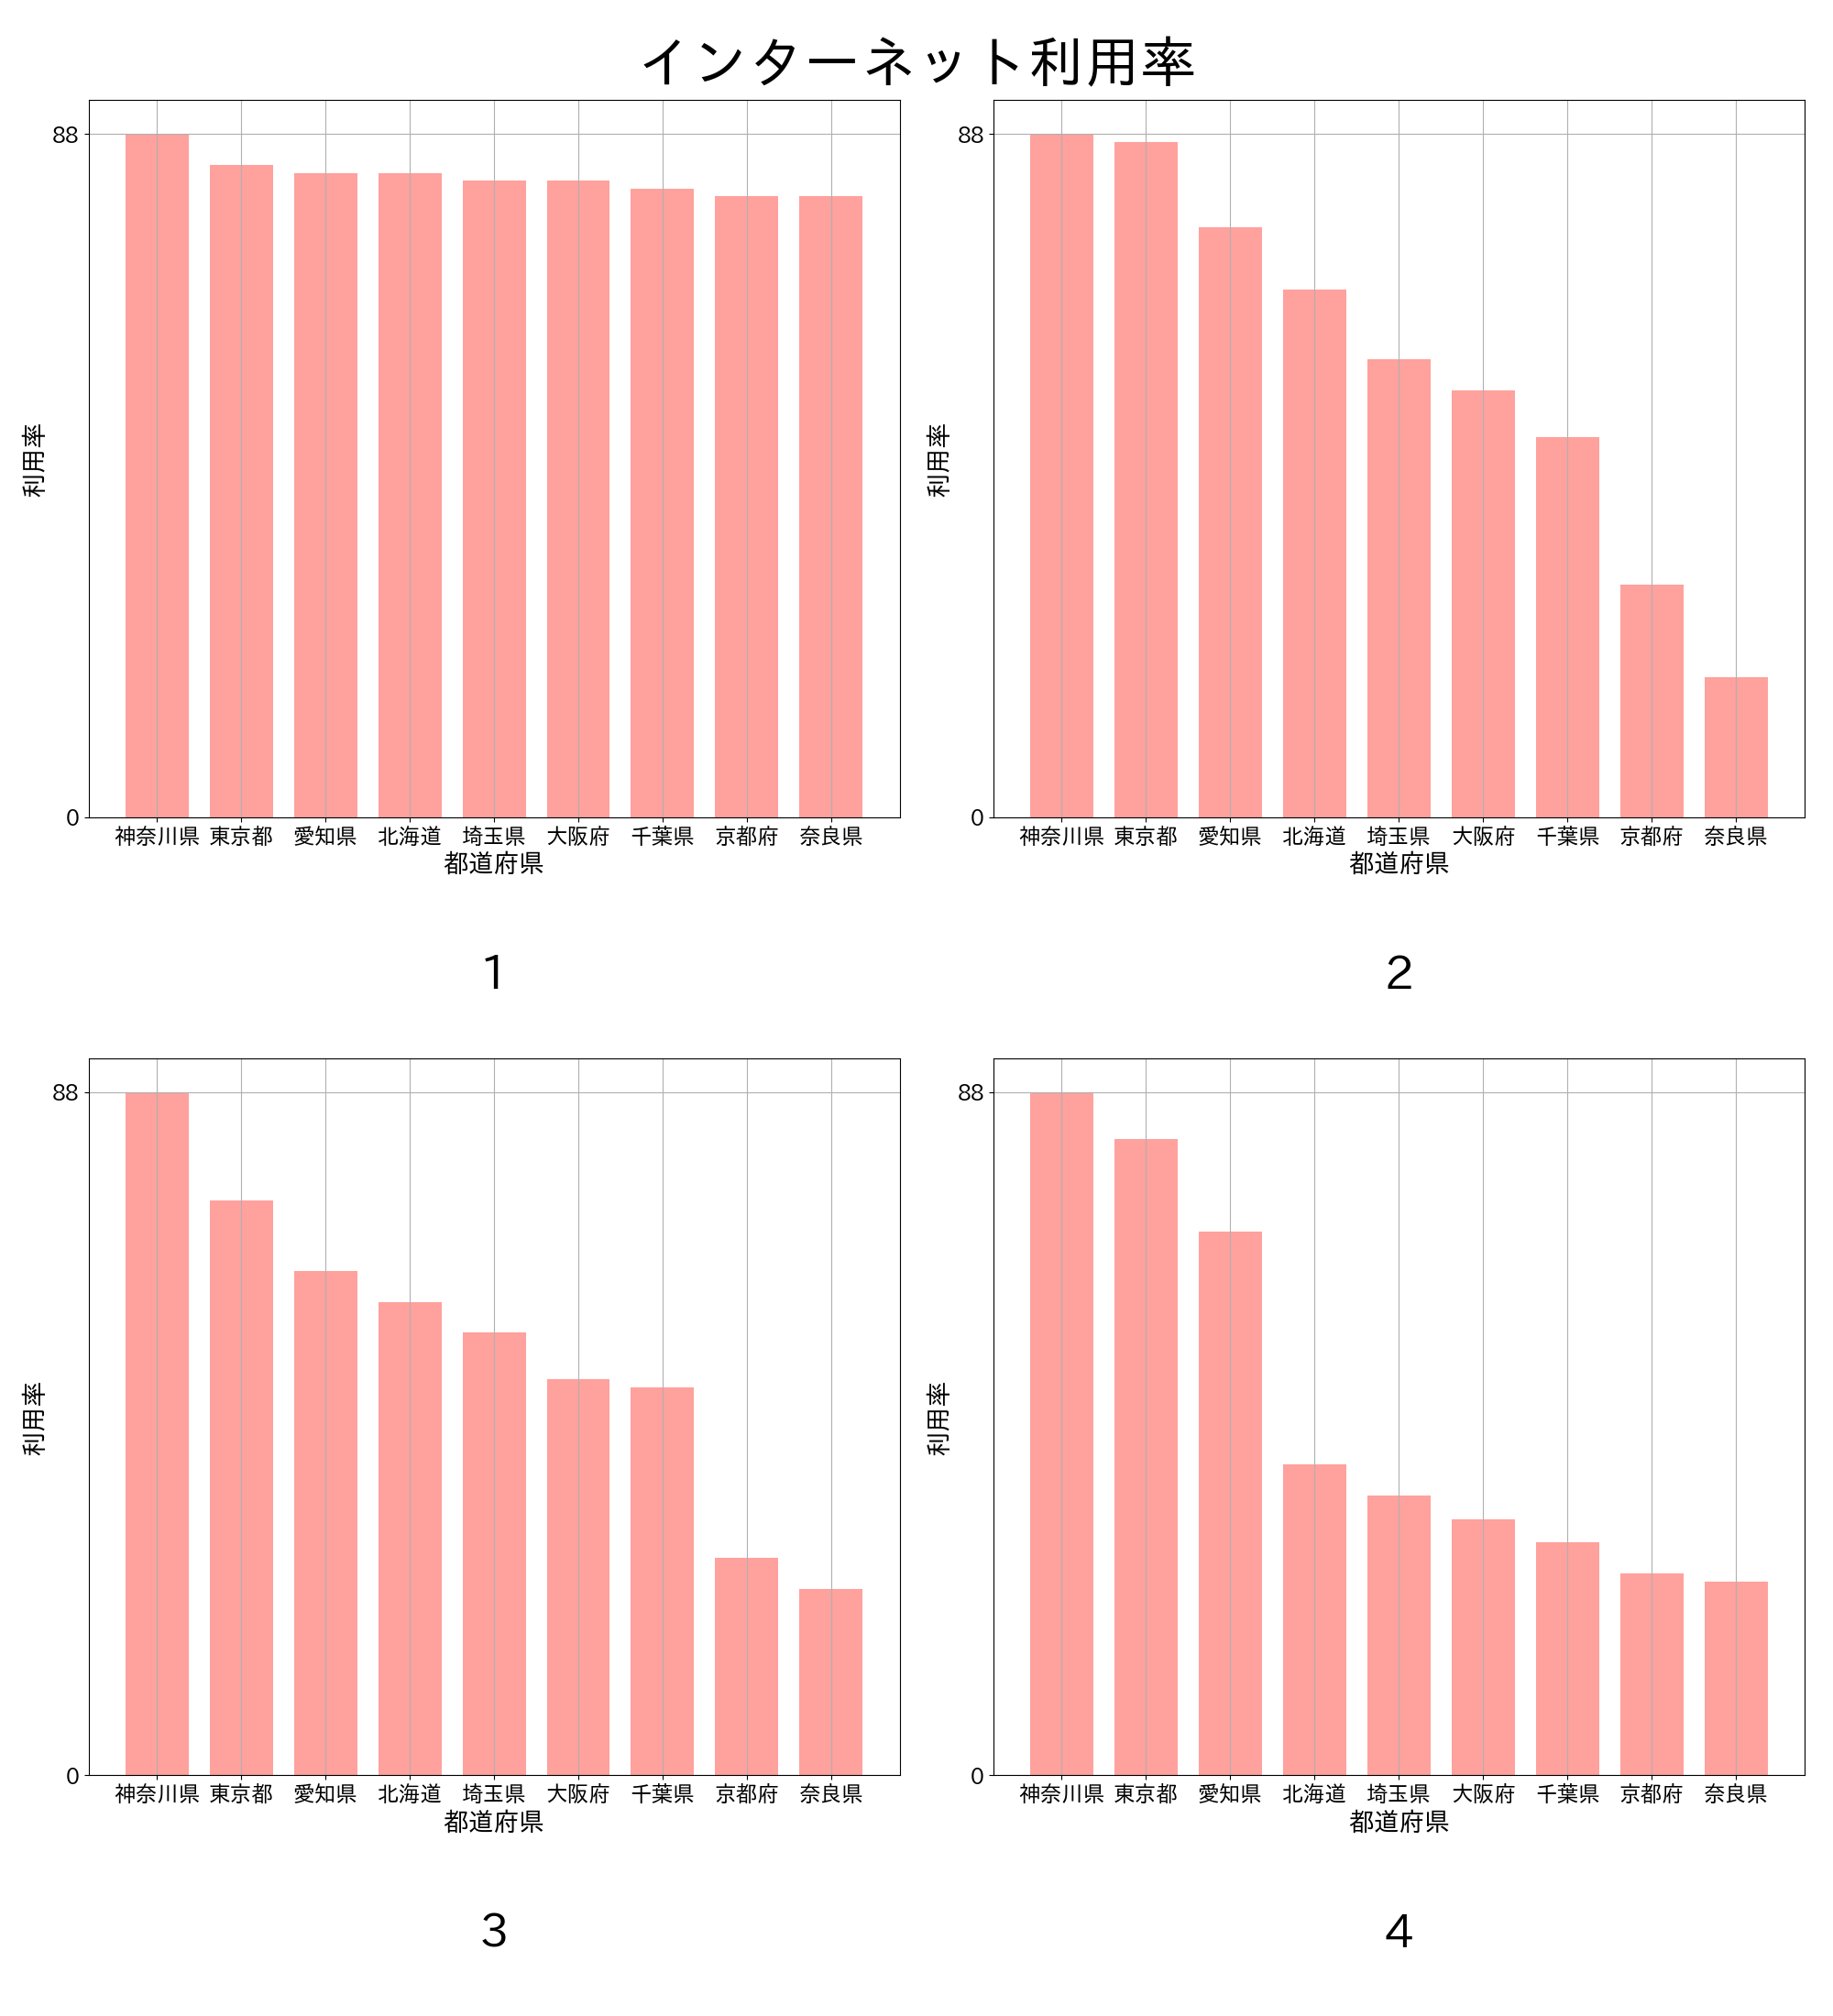 インターネット利用率
88
0
利用率
神奈川県 東京都 愛知県 北海道 埼玉県 大阪府 千葉県 京都府 奈良県
都道府県
1
88
0
利用率
神奈川県 東京都 愛知県 北海道 埼玉県 大阪府 千葉県 京都府 奈良県
都道府県
2
88
0
利用率
神奈川県 東京都 愛知県 北海道 埼玉県 大阪府 千葉県 京都府 奈良県
都道府県
3
88
0
利用率
神奈川県 東京都 愛知県 北海道 埼玉県 大阪府 千葉県 京都府 奈良県
都道府県
4